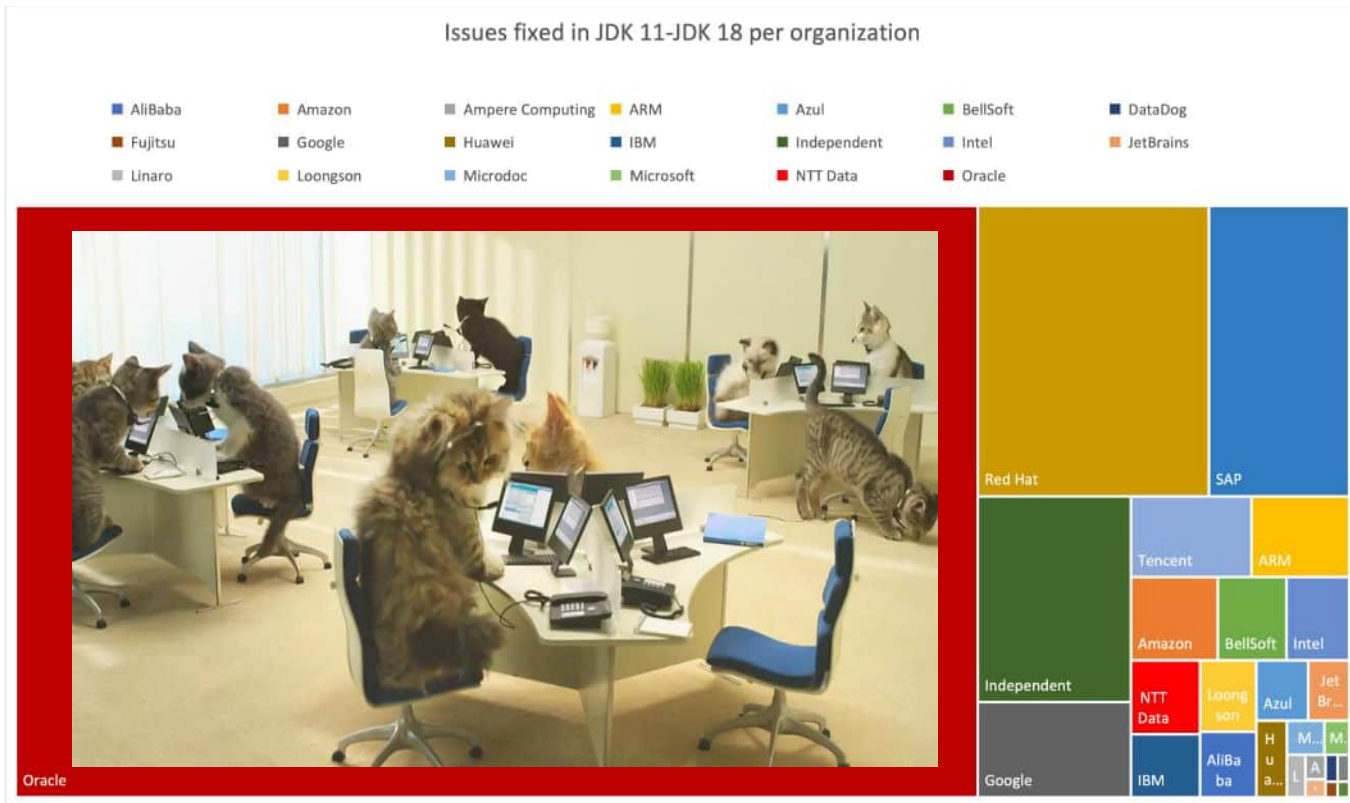 Issues fixed in JDK 11-JDK 18 per organization
AliBaba Amazon Ampere Computing ARM Azul BellSoft DataDog
Fujitsu Google Huawei IBM Independent Intel JetBrains
Linaro Loongson Microdoc Microsoft NTT Data Oracle
Oracle
Red Hat
SAP
Independent
Google
Tencent
ARM
Amazon
BellSoft
Intel
NTT
Data
Loong
son
Azul
Jet
Br...
IBM
AliBa
ba
H
u
a...
M...
M.
L
A